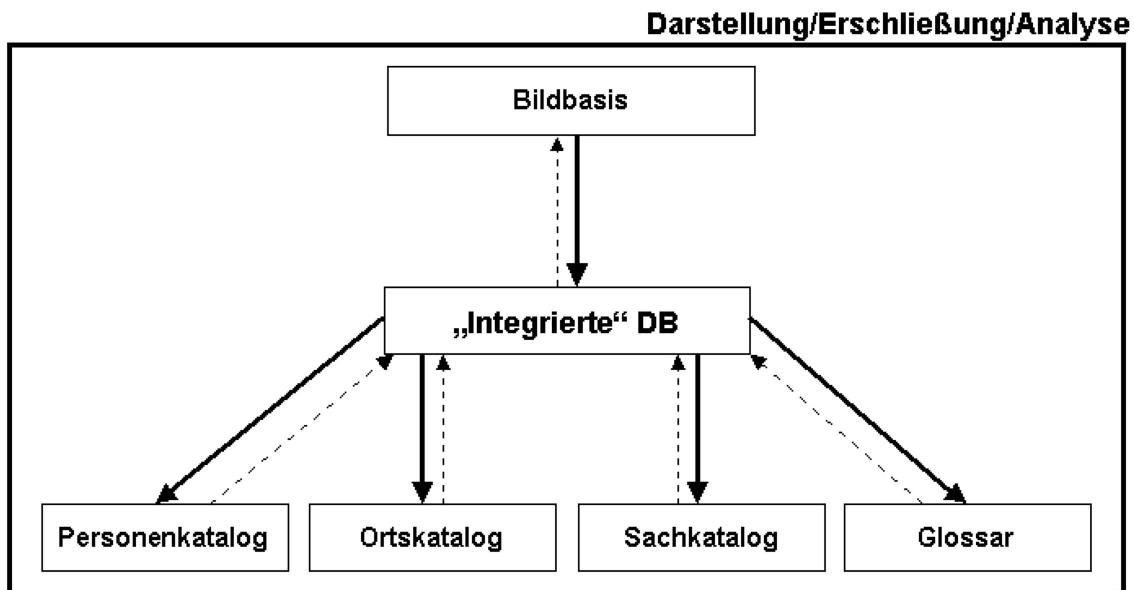 Darstellung/Erschließung/Analyse
Bildbasis
„Integrierte“ DB
Personenkatalog
Ortskatalog
Sachkatalog
Glossar